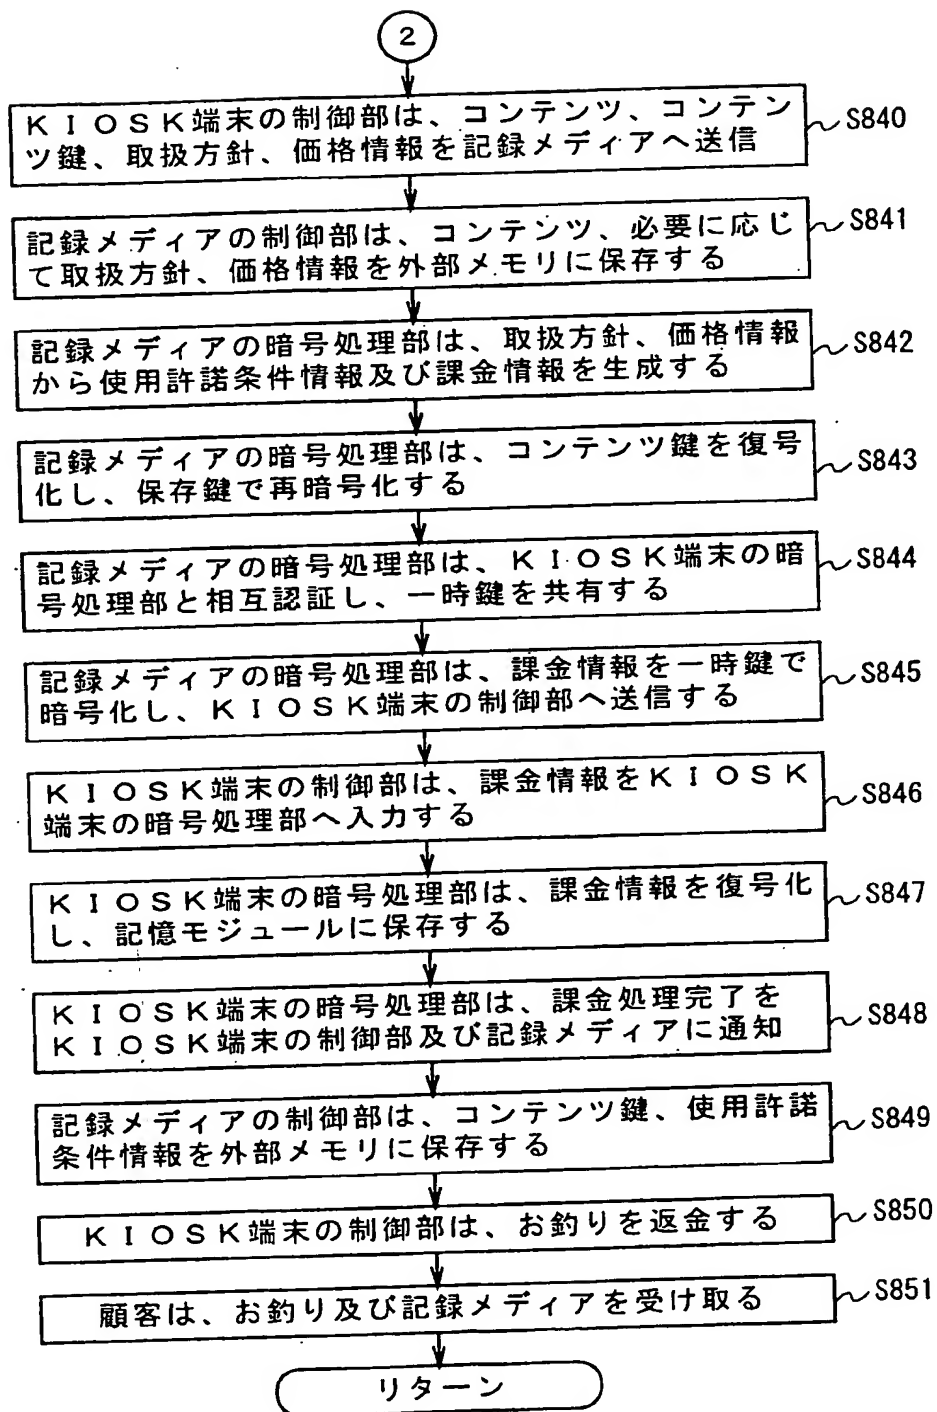 2
KIOSK端末の制御部は、コンテンツ、コンテン
ツ鍵、取扱方針、価格情報を記録メディアへ送信
S840
記録メディアの制御部は、コンテンツ、必要に応じ
て取扱方針、価格情報を外部メモリに保存する
S841
記録メディアの暗号処理部は、取扱方針、価格情報
から使用許諾条件情報及び課金情報を生成する
S842
記録メディアの暗号処理部は、コンテンツ鍵を復号
化し、保存鍵で再暗号化する
S843
記録メディアの暗号処理部は、KIOSK端末の暗
号処理部と相互認証し、一時鍵を共有する
S844
記録メディアの暗号処理部は、課金情報を一時鍵で
暗号化し、KIOSK端末の制御部へ送信する
S845
KIOSK端末の制御部は、課金情報をKIOSK
端末の暗号処理部へ入力する
S846
KIOSK端末の暗号処理部は、課金情報を復号化
し、記憶モジュールに保存する
S847
KIOSK端末の暗号処理部は、課金処理完了を
KIOSK端末の制御部及び記録メディアに通知
S848
記録メディアの制御部は、コンテンツ鍵、使用許諾
条件情報を外部メモリに保存する
S849
KIOSK端末の制御部は、お釣りを返金する
S850
顧客は、お釣り及び記録メディアを受け取る
S851
リターン